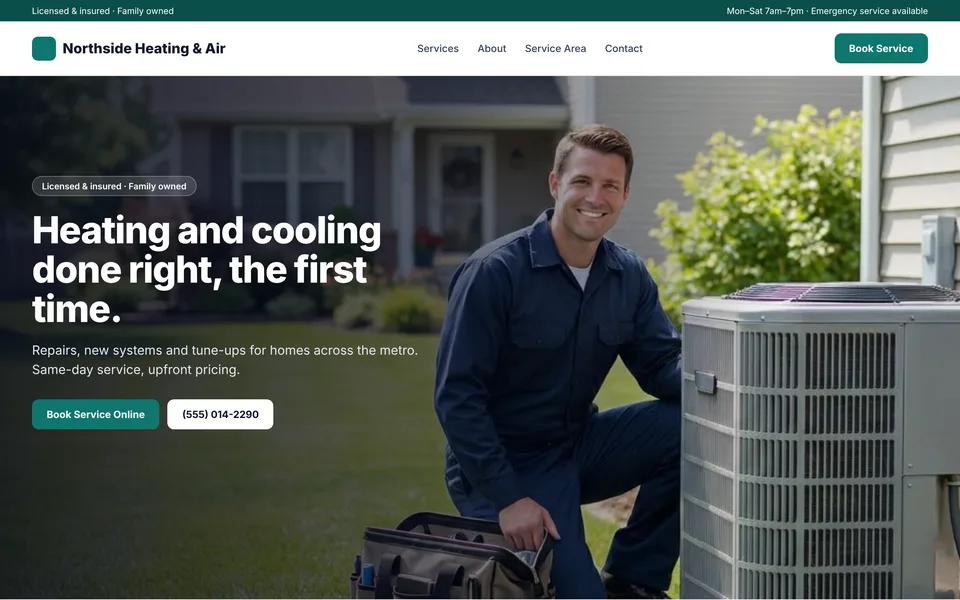 Licensed & insured · Family owned
Mon–Sat 7am–7pm · Emergency service available
Northside Heating & Air
Services
About
Service Area
Contact
Book Service
Licensed & insured · Family owned
Heating and cooling
done right, the first
time.
Repairs, new systems and tune-ups for homes across the metro.
Same-day service, upfront pricing.
Book Service Online
(555) 014-2290